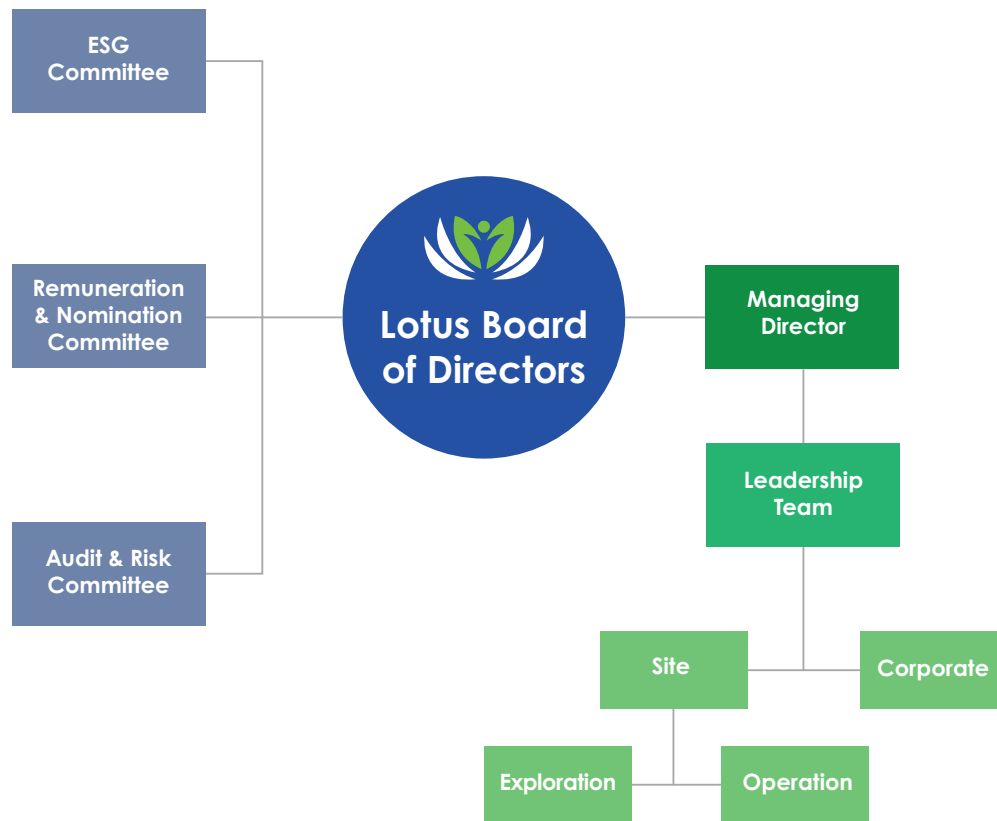 ESG
Committee
Remuneration
& Nomination
Committee
Audit & Risk
Committee
Lotus Board
of Directors
Managing
Director
Leadership
Team
Site
Corporate
Exploration
Operation